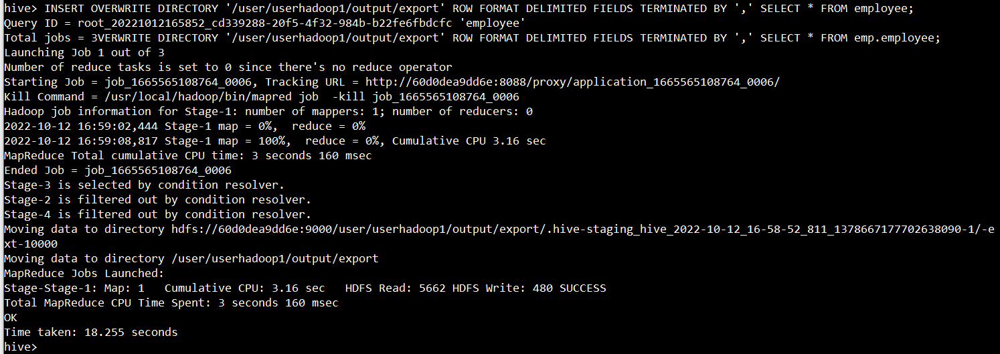 hive> INSERT OVERWRITE DIRECTORY '/user/userhadoop1/output/export' ROW FORMAT DELIMITED FIELDS TERMINATED BY ',' SELECT * FROM employee;
Query ID = root_20221012165852_cd339288-20f5-4f32-984b-b22fe6fbdcfc 'employee'
Total jobs = 3VERWRITE DIRECTORY '/user/userhadoop1/output/export' ROW FORMAT DELIMITED FIELDS TERMINATED BY ',' SELECT * FROM emp.employee;
Launching Job 1 out of 3
Number of reduce tasks is set to 0 since there's no reduce operator
Starting Job = job_1665565108764_0006, Tracking URL = http://60d0dea9dd6e:8088/proxy/application_1665565108764_0006/
Kill Command = /usr/local/hadoop/bin/mapred job  -kill job_1665565108764_0006
Hadoop job information for Stage-1: number of mappers: 1; number of reducers: 0
2022-10-12 16:59:02,444 Stage-1 map = 0%,  reduce = 0%
2022-10-12 16:59:08,817 Stage-1 map = 100%,  reduce = 0%, Cumulative CPU 3.16 sec
MapReduce Total cumulative CPU time: 3 seconds 160 msec
Ended Job = job_1665565108764_0006
Stage-3 is selected by condition resolver.
Stage-2 is filtered out by condition resolver.
Stage-4 is filtered out by condition resolver.
Moving data to directory hdfs://60d0dea9dd6e:9000/user/userhadoop1/output/export/.hive-staging_hive_2022-10-12_16-58-52_811_1378667177702638090-1/-e
xt-10000
Moving data to directory /user/userhadoop1/output/export
MapReduce Jobs Launched:
Stage-Stage-1: Map: 1   Cumulative CPU: 3.16 sec   HDFS Read: 5662 HDFS Write: 480 SUCCESS
Total MapReduce CPU Time Spent: 3 seconds 160 msec
OK
Time taken: 18.255 seconds
hive>